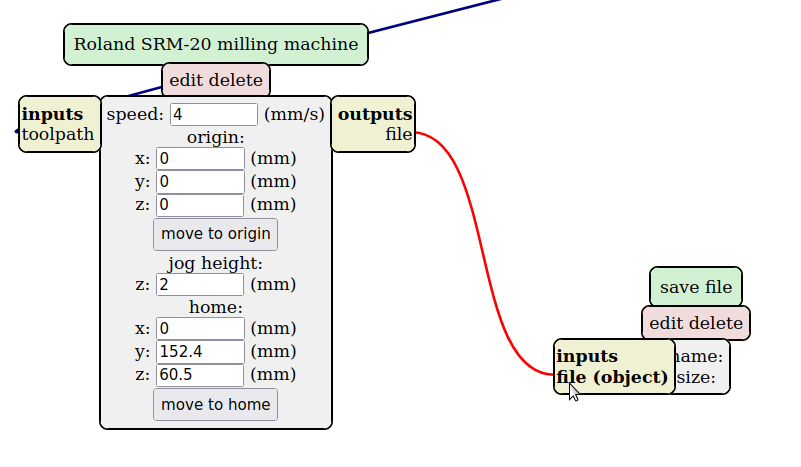 Roland SRM-20 milling machine
edit delete
inputs
toolpath
speed: 4 (mm/s)
outputs
file
origin:
x: 0 (mm)
y: 0 (mm)
z: 0 (mm)
move to origin
jog height:
z: 2 (mm)
home:
x: 0 (mm)
y: 152.4 (mm)
z: 60.5 (mm)
move to home
save file
edit delete
inputs
file (object)
name:
size: